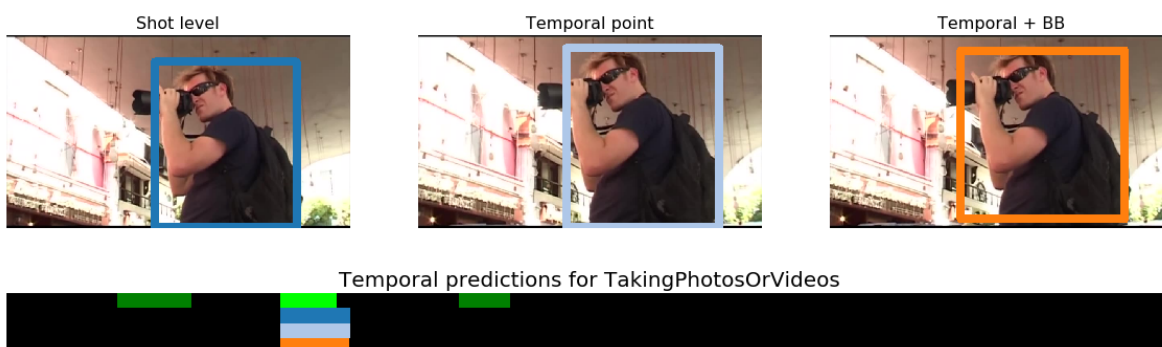 Shot level
Temporal point
Temporal + BB
Temporal predictions for TakingPhotosOrVideos